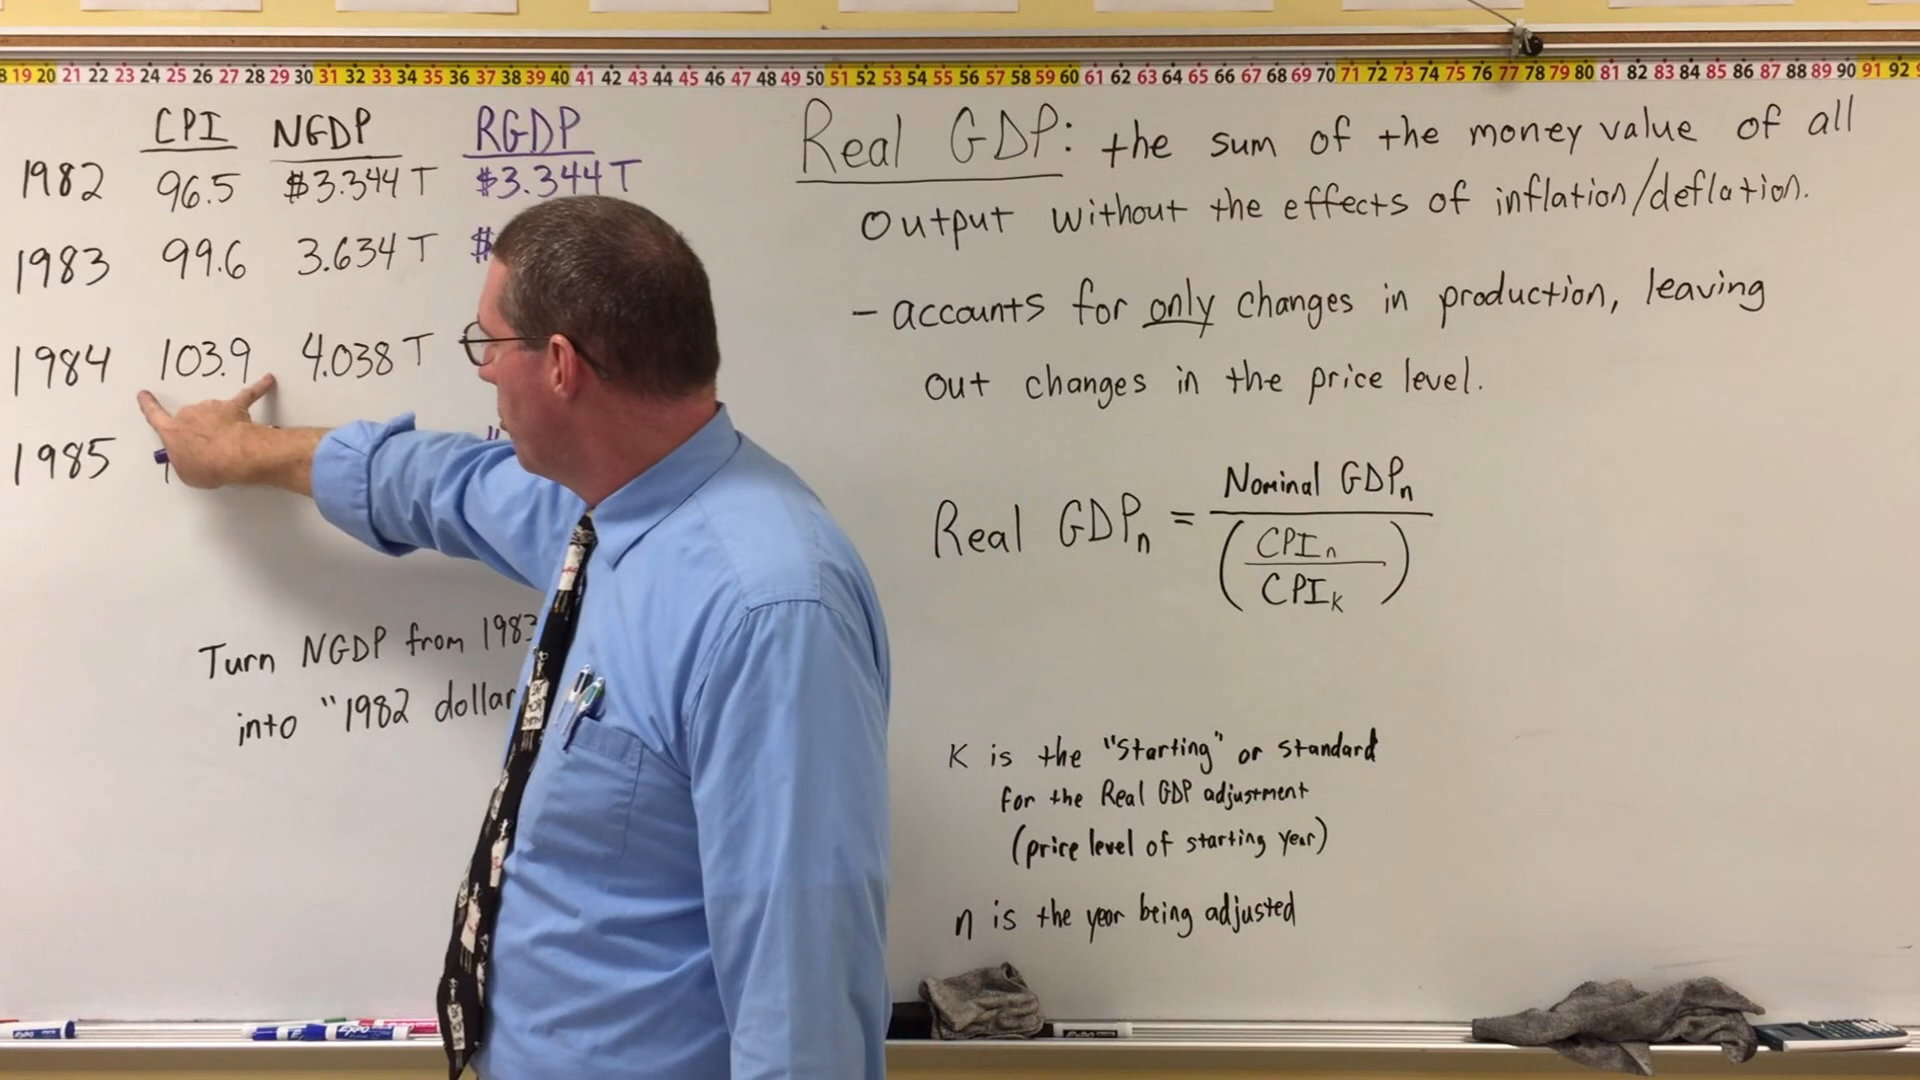 8 19 20 21 22 23 24 25 26 27 28 29 30 31 32 33 34 35 36 37 38 39 40 41 42 43 44 45 46 47 48 49 50 51 52 53 54 55 56 57 58 59 60 61 62 63 64 65 66 67 68 69 70 71 72 73 74 75 76 77 78 79 80 81 82 83 84 85 86 87 88 89 90 91 92
CPI NGDP RGDP
1982 96.5 $3.344 T $3.344 T
1983 99.6 3.634 T $
1984 103.9 4.038 T
1985
Turn NGDP from 1983
into "1982 dollar
Real GDP: the sum of the money value of all
output without the effects of inflation/deflation.
- accounts for only changes in production, leaving
out changes in the price level.
Real GDPn = Nominal GDPn
(CPIn
CPIK)
K is the "starting" or standard
for the Real GDP adjustment
(price level of starting year)
n is the year being adjusted